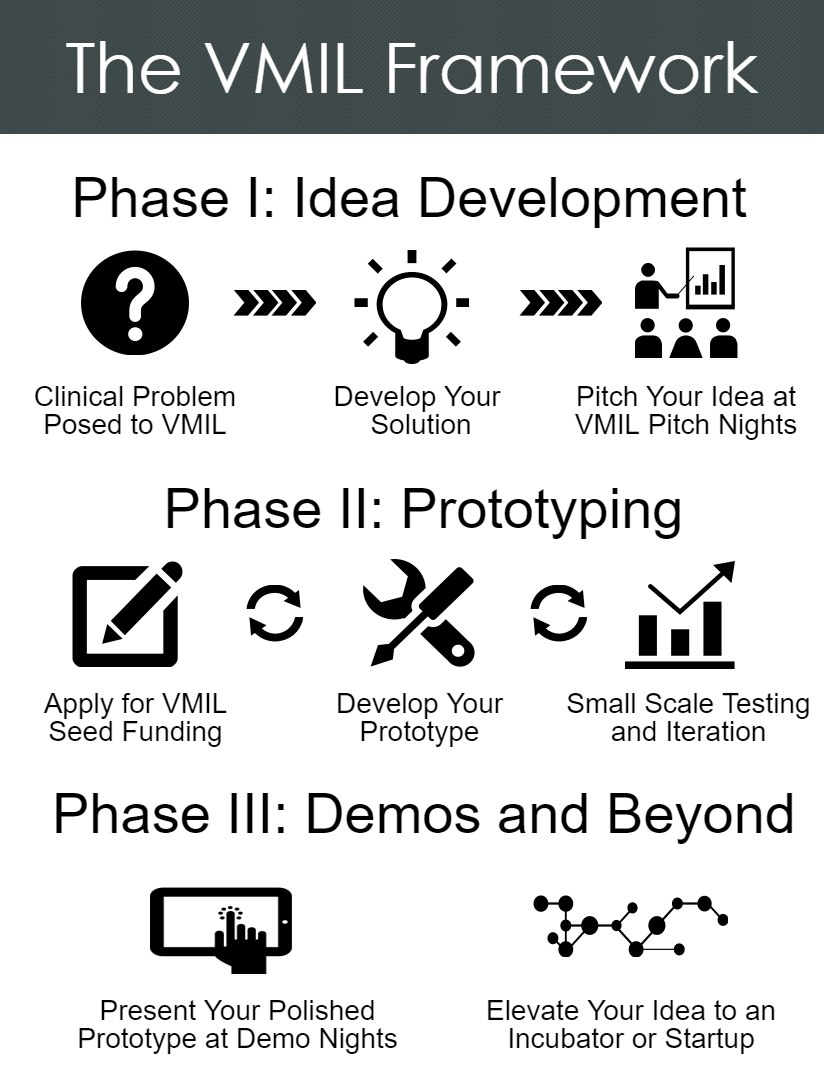 The VMIL Framework
Phase I: Idea Development
Clinical Problem
Posed to VMIL
Develop Your
Solution
Pitch Your Idea at
VMIL Pitch Nights
Phase II: Prototyping
Apply for VMIL
Seed Funding
Develop Your
Prototype
Small Scale Testing
and Iteration
Phase III: Demos and Beyond
Present Your Polished
Prototype at Demo Nights
Elevate Your Idea to an
Incubator or Startup